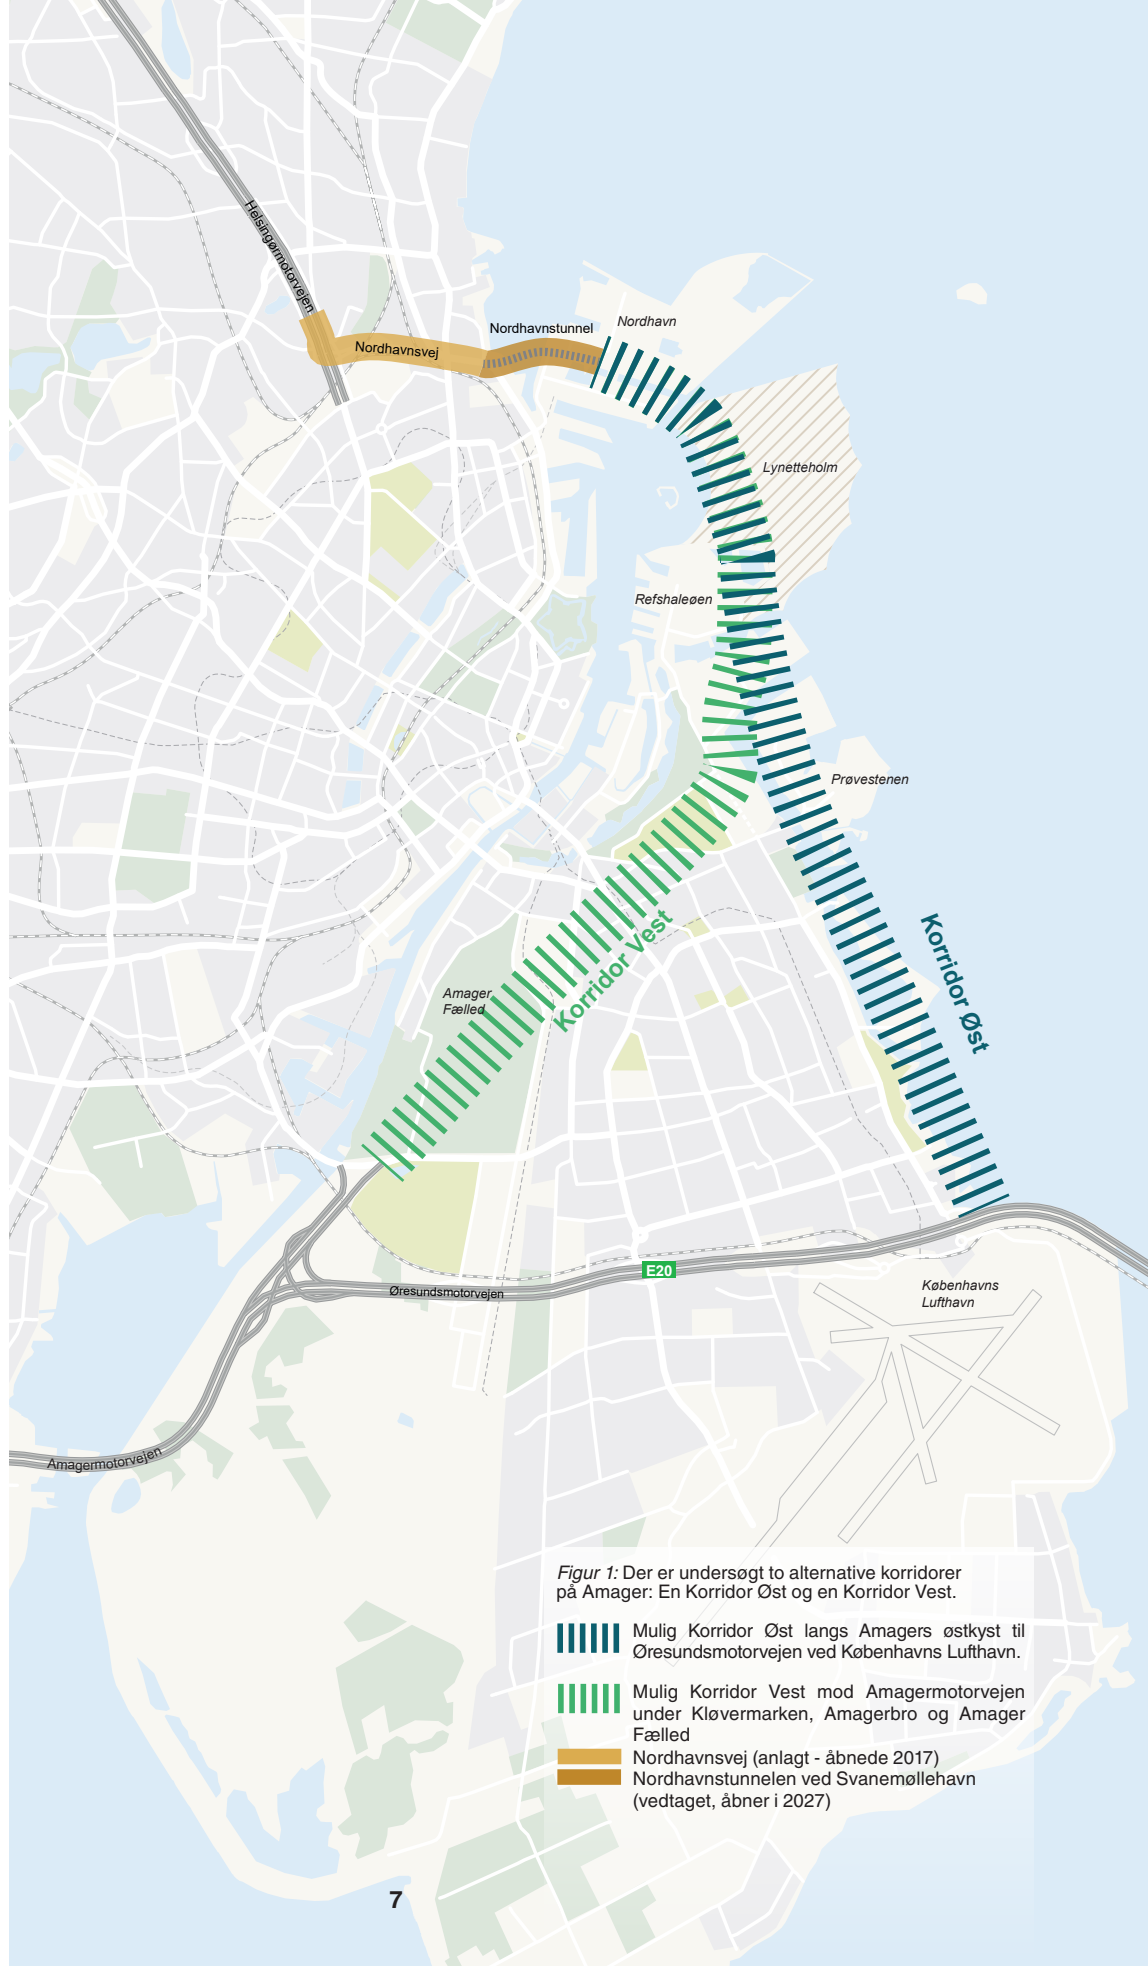 Helsingørmotorvejen
Nordhavn
Nordhavnstunnel
Nordhavnsvej
Lynetteholm
Refshaleøen
Prøvestenen
Korridor Øst
Korridor Vest
Amager
Fælled
E20
Øresundsmotorvejen
Københavns
Lufthavn
Amagermotorvejen
Figur 1: Der er undersøgt to alternative korridorer
på Amager: En Korridor Øst og en Korridor Vest.
Mulig Korridor Øst langs Amagers østkyst til
Øresundsmotorvejen ved Københavns Lufthavn.
Mulig Korridor Vest mod Amagermotorvejen
under Kløvermarken, Amagerbro og Amager
Fælled
Nordhavnsvej (anlagt - åbnede 2017)
Nordhavnstunnelen ved Svanemøllehavn
(vedtaget, åbner i 2027)
7